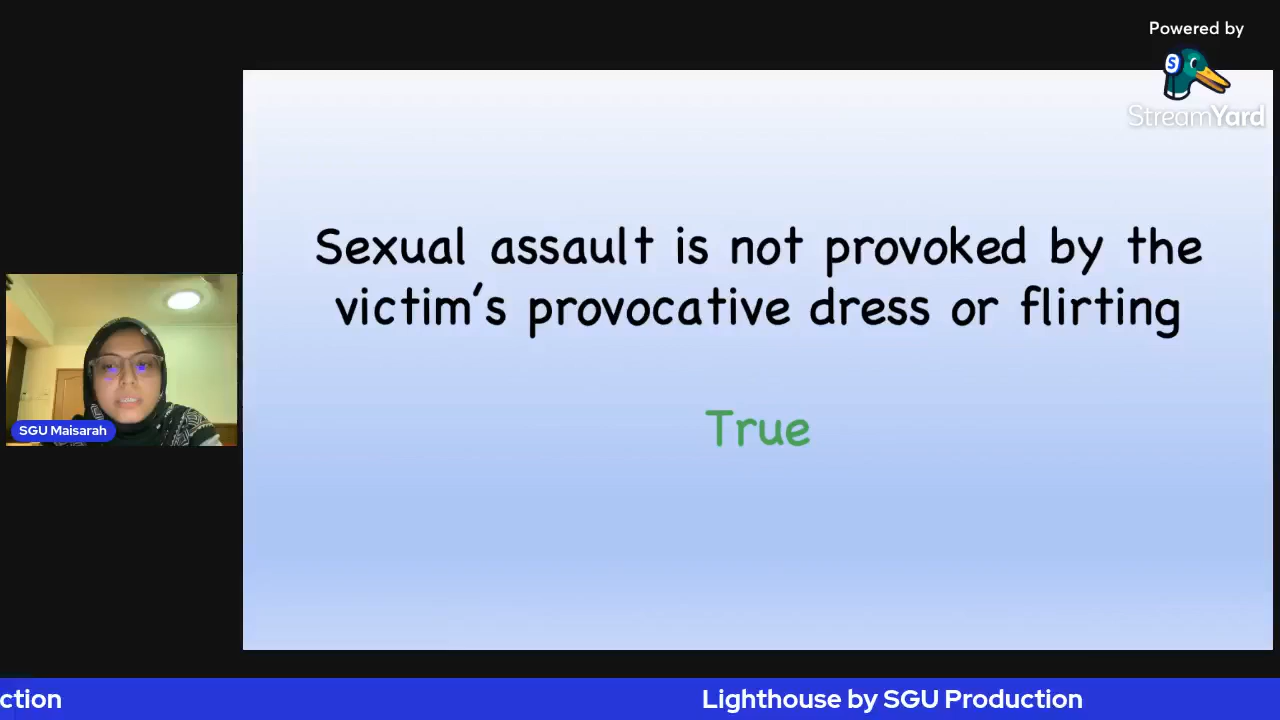 Powered by
S
StreamYard
Sexual assault is not provoked by the
victim's provocative dress or flirting
True
SGU Maisarah
ction
Lighthouse by SGU Production